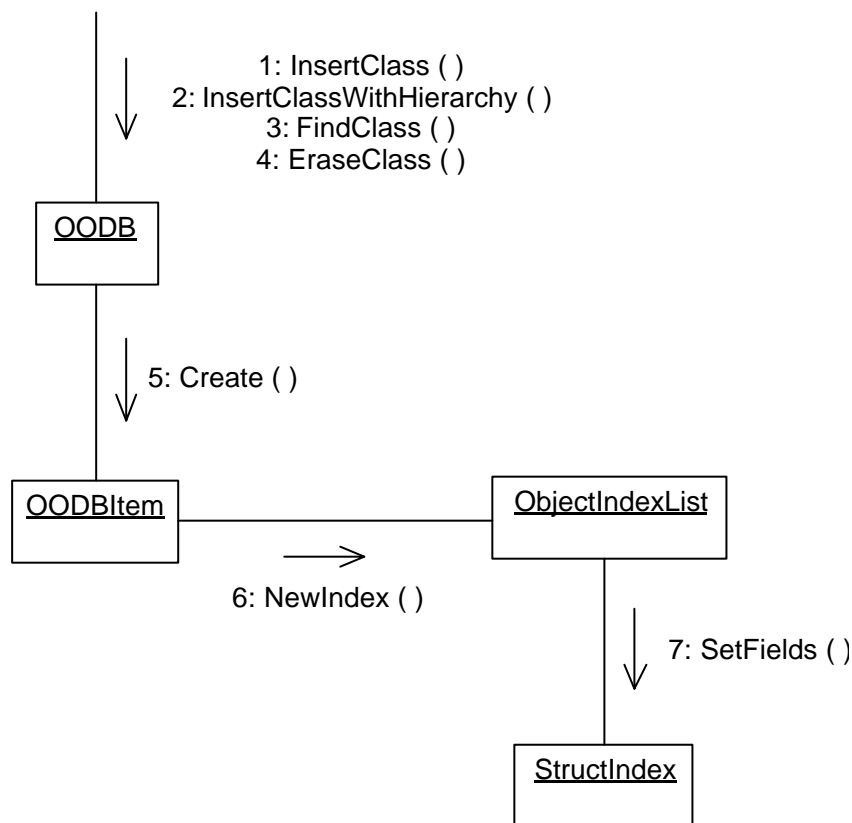 1: InsertClass ( )
2: InsertClassWithHierarchy ( )
3: FindClass ( )
4: EraseClass ( )
OODB
5: Create ( )
OODBItem
ObjectIndexList
6: NewIndex ( )
7: SetFields ( )
StructIndex